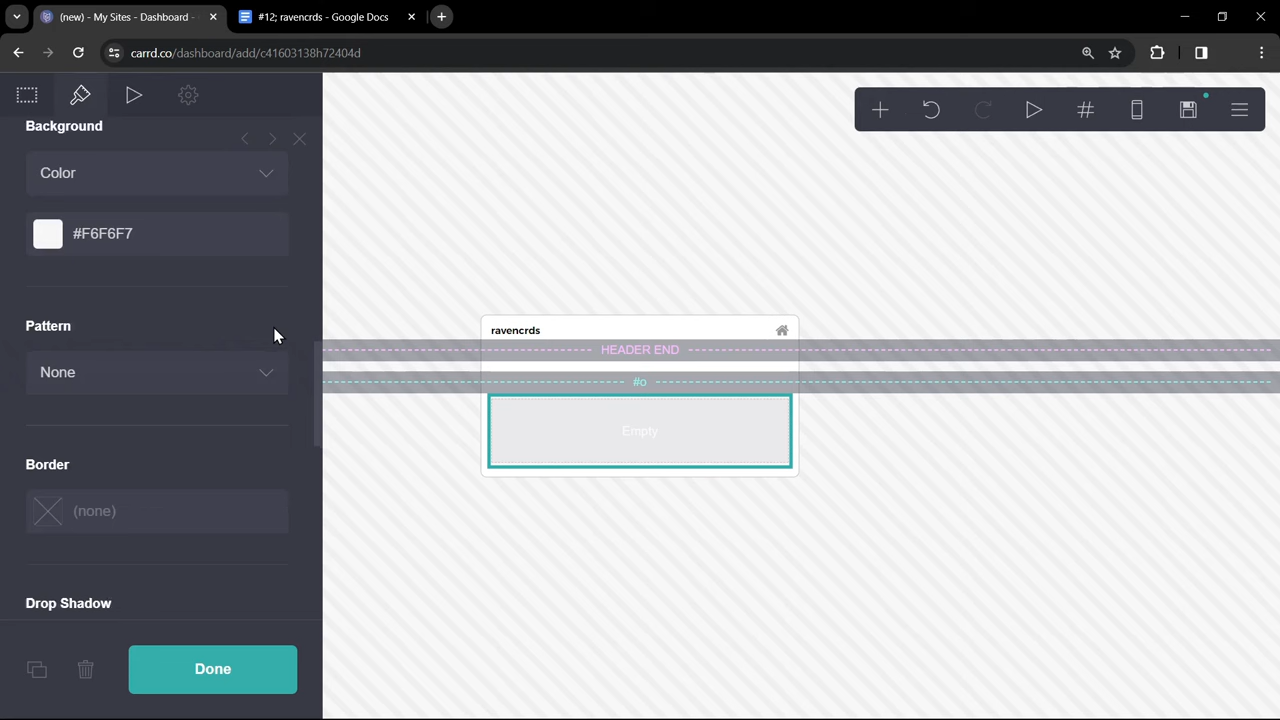 (new) - My Sites - Dashboard -
#12; ravencrds - Google Docs
carrd.co/dashboard/add/c41603138h72404d
Background
Color
#F6F6F7
Pattern
None
Border
(none)
Drop Shadow
Done
ravencrds
HEADER END
#o
Empty